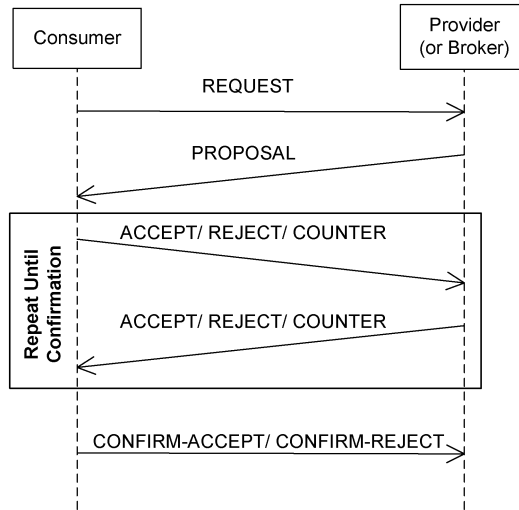 Consumer
Provider
(or Broker)
REQUEST
PROPOSAL
Repeat Until
Confirmation
ACCEPT/ REJECT/ COUNTER
ACCEPT/ REJECT/ COUNTER
CONFIRM-ACCEPT/ CONFIRM-REJECT